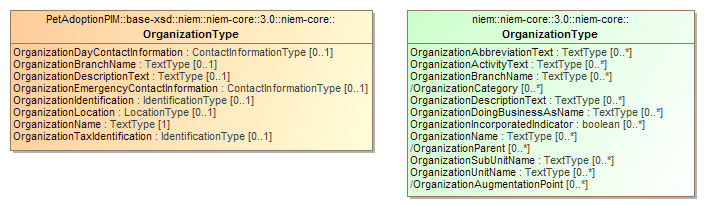 PetAdoptionPIM::base-xsd::niem::niem-core::3.0::niem-core::
OrganizationType
OrganizationDayContactInformation : ContactInformationType [0..1]
OrganizationBranchName : TextType [0..1]
OrganizationDescriptionText : TextType [0..1]
OrganizationEmergencyContactInformation : ContactInformationType [0..1]
OrganizationIdentification : IdentificationType [0..1]
OrganizationLocation : LocationType [0..1]
OrganizationName : TextType [1]
OrganizationTaxIdentification : IdentificationType [0..1]
niem::niem-core::3.0::niem-core::
OrganizationType
OrganizationAbbreviationText : TextType [0..*]
OrganizationActivityText : TextType [0..*]
OrganizationBranchName : TextType [0..*]
/OrganizationCategory [0..*]
OrganizationDescriptionText : TextType [0..*]
OrganizationDoingBusinessAsName : TextType [0..*]
OrganizationIncorporatedIndicator : boolean [0..*]
OrganizationName : TextType [0..*]
/OrganizationParent [0..*]
OrganizationSubUnitName : TextType [0..*]
OrganizationUnitName : TextType [0..*]
/OrganizationAugmentationPoint [0..*]